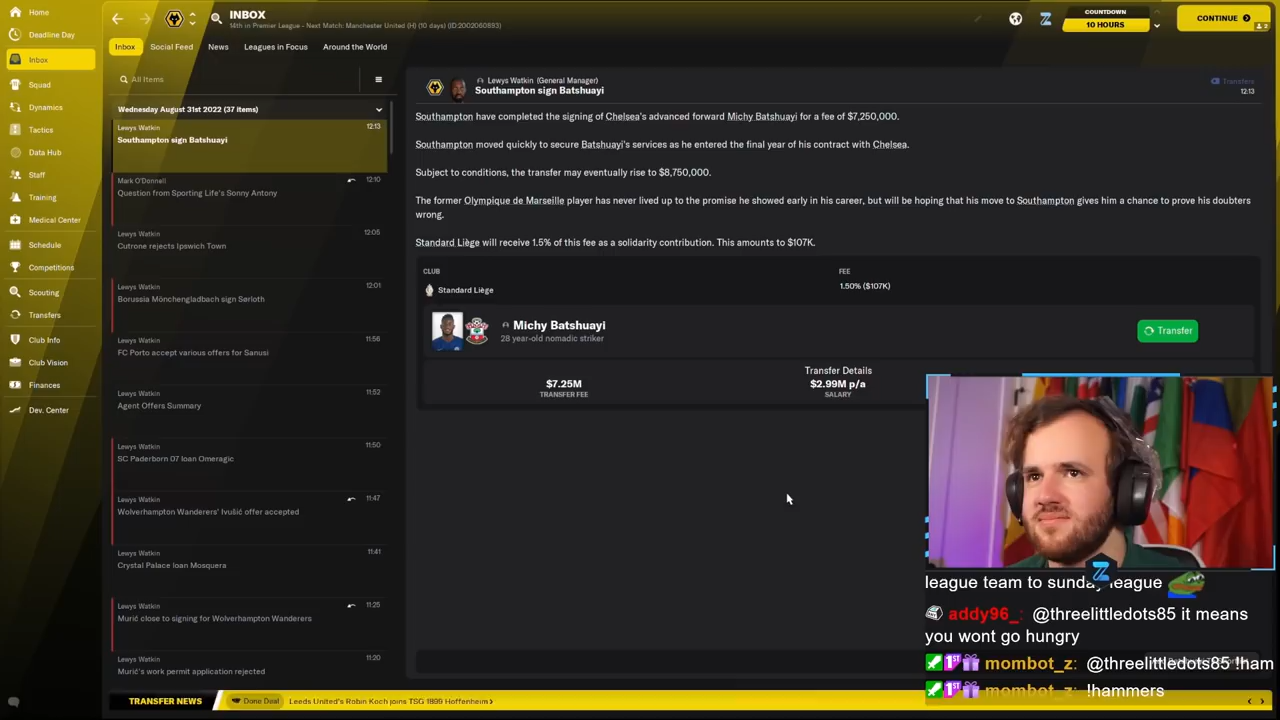 Home
Deadline Day
Inbox
Squad
Dynamics
Tactics
Data Hub
Staff
Training
Medical Center
Schedule
Competitions
Scouting
Transfers
Club Info
Club Vision
Finances
Dev. Center
INBOX
14th in Premier League - Next Match: Manchester United (H) (10 days) (ID:2002060893)
COUNTDOWN
10 HOURS
CONTINUE
2
Inbox
Social Feed
News
Leagues in Focus
Around the World
All Items
Wednesday August 31st 2022 (37 items)
Lewys Watkin
12:13
Southampton sign Batshuayi
Mark O'Donnell
12:10
Question from Sporting Life's Sonny Antony
12:05
Cutrone rejects Ipswich Town
Lewys Watkin
12:01
Borussia Mönchengladbach sign Sørloth
Lewys Watkin
11:56
FC Porto accept various offers for Sanusi
11:52
Agent Offers Summary
Lewys Watkin
11:50
SC Paderborn 07 loan Omeragic
Lewys Watkin
11:47
Wolverhampton Wanderers' Ivušić offer accepted
Lewys Watkin
11:41
Crystal Palace loan Mosquera
Lewys Watkin
11:25
Murić close to signing for Wolverhampton Wanderers
Lewys Watkin
11:20
Murić's work permit application rejected
Lewys Watkin (General Manager)
Southampton sign Batshuayi
Transfers
12:13
Southampton have completed the signing of Chelsea's advanced forward Michy Batshuayi for a fee of $7,250,000.
Southampton moved quickly to secure Batshuayi's services as he entered the final year of his contract with Chelsea.
Subject to conditions, the transfer may eventually rise to $8,750,000.
The former Olympique de Marseille player has never lived up to the promise he showed early in his career, but will be hoping that his move to Southampton gives him a chance to prove his doubters
wrong.
Standard Liège will receive 1.5% of this fee as a solidarity contribution. This amounts to $107K.
CLUB
FEE
Standard Liège
1.50% ($107K)
Michy Batshuayi
28 year-old nomadic striker
Transfer
Transfer Details
$7.25M
TRANSFER FEE
$2.99M p/a
SALARY
league team to sunday league
addy96_: @threelittledots85 it means
you wont go hungry
mombot_z: @threelittledots85 !ham
mombot_z: !hammers
TRANSFER NEWS
Done Deal
Leeds United's Robin Koch joins TSG 1899 Hoffenheim